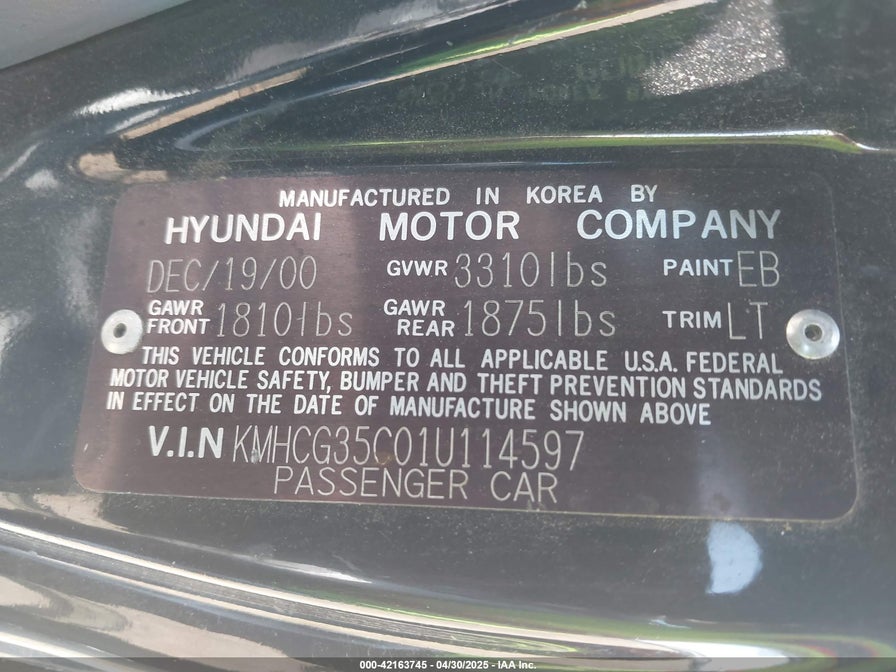 MANUFACTURED IN KOREA BY
HYUNDAI MOTOR COMPANY
DEC/19/00 GVWR 3310lbs PAINT EB
GAWR FRONT 1810lbs GAWR REAR 1875lbs TRIM LT
THIS VEHICLE CONFORMS TO ALL APPLICABLE U.S.A. FEDERAL
MOTOR VEHICLE SAFETY, BUMPER AND THEFT PREVENTION STANDARDS
IN EFFECT ON THE DATE OF MANUFACTURE SHOWN ABOVE
V.I.N KMHCG35C01U114597
PASSENGER CAR
000-42163745 - 04/30/2025 - IAA Inc.